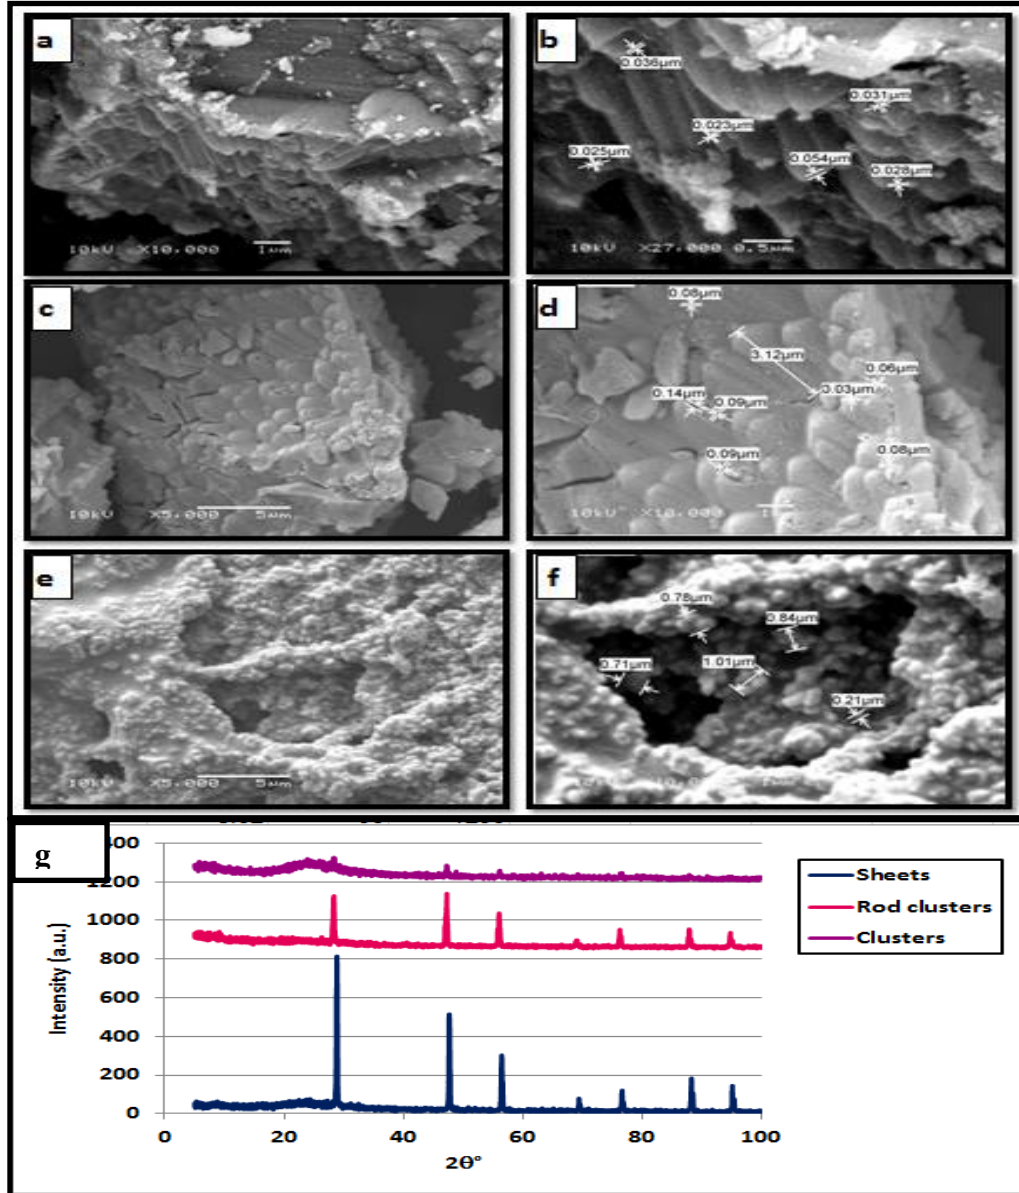 a
10kV X10,000 1µm
b
0.036µm
0.031µm
0.023µm
0.025µm
0.054µm
0.028µm
10kV X27,000 0.5µm
c
10kV X5,000 5µm
d
0.08µm
3.12µm
0.06µm
0.03µm
0.14µm
0.09µm
0.09µm
0.08µm
10kV X10,000
e
10kV X5,000 5µm
f
0.78µm
0.84µm
0.71µm
1.01µm
0.21µm
g
1200
1000
800
600
400
200
0
0 20 40 60 80 100
Intensity (a.u.)
2Θ°
Sheets
Rod clusters
Clusters